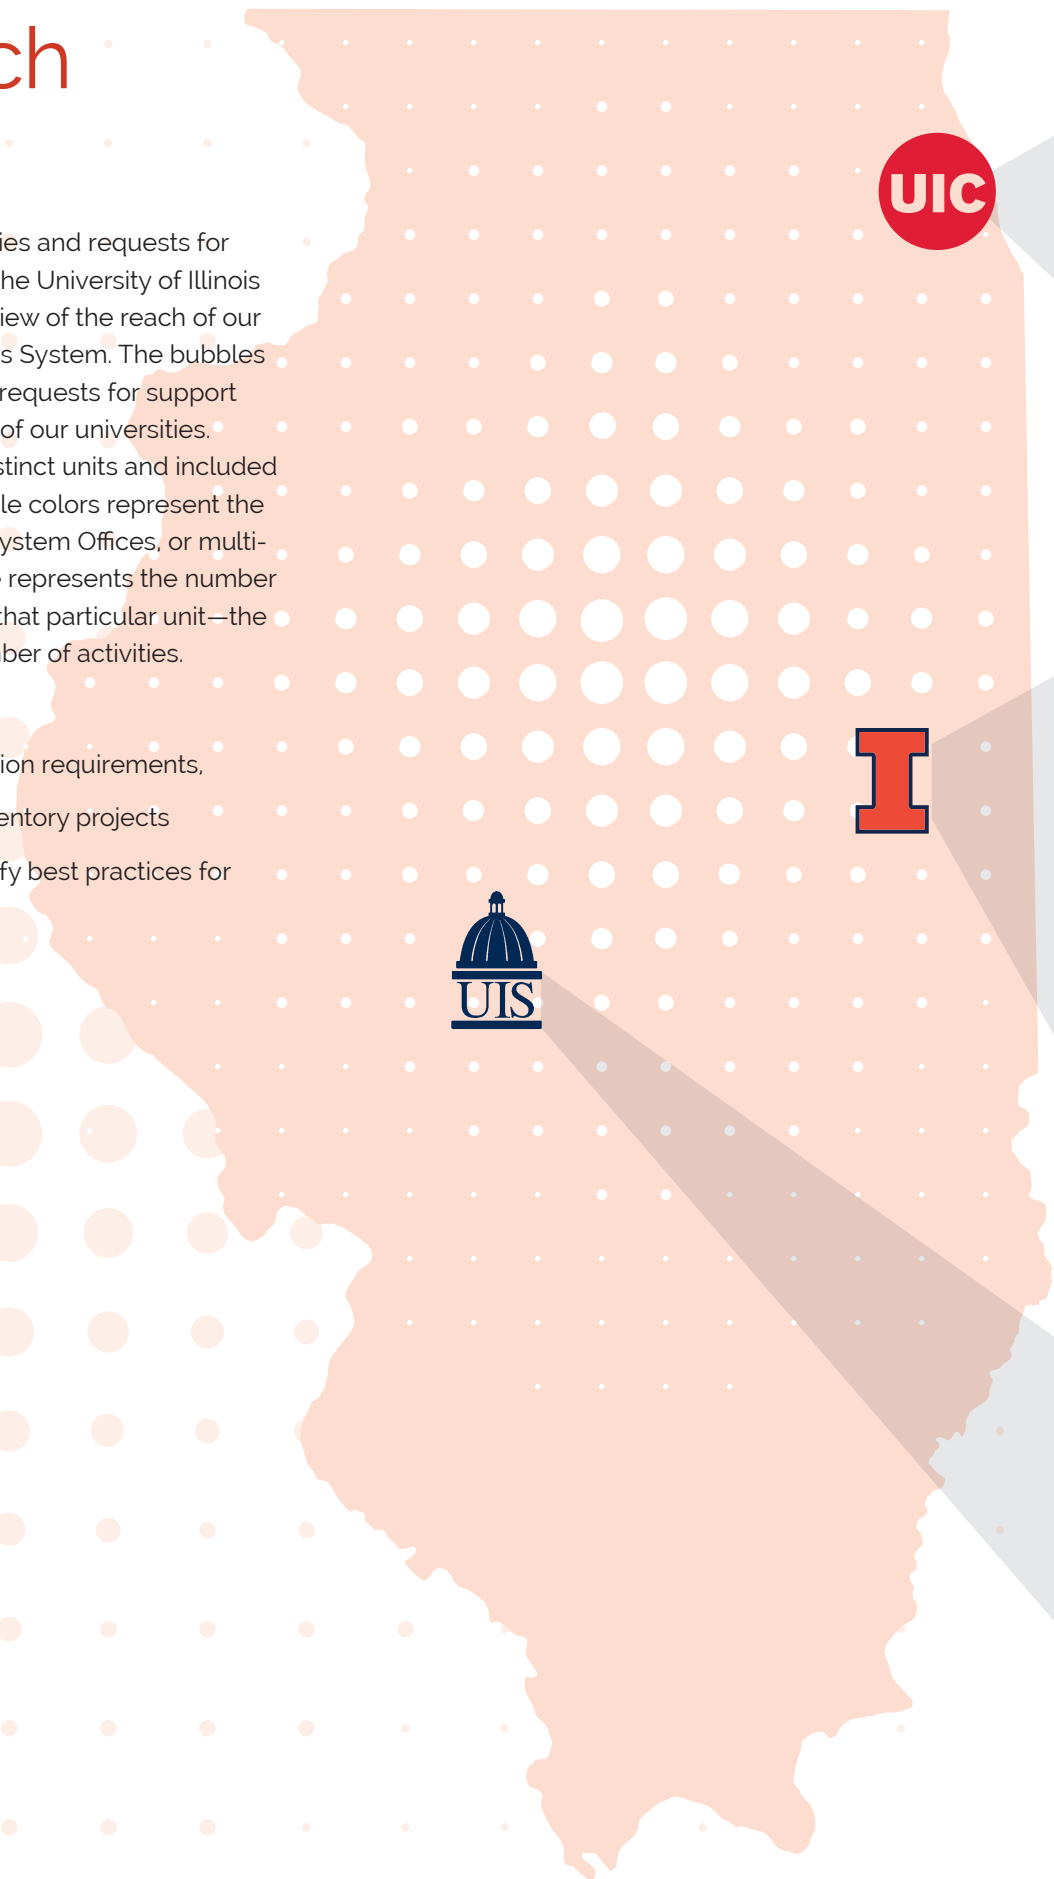 ch
ies and requests for
he University of Illinois
iew of the reach of our
s System. The bubbles
requests for support
of our universities.
stinct units and included
le colors represent the
ystem Offices, or multi-
e represents the number
that particular unit—the
ber of activities.
ion requirements,
entory projects
fy best practices for
UIC
I
UIS